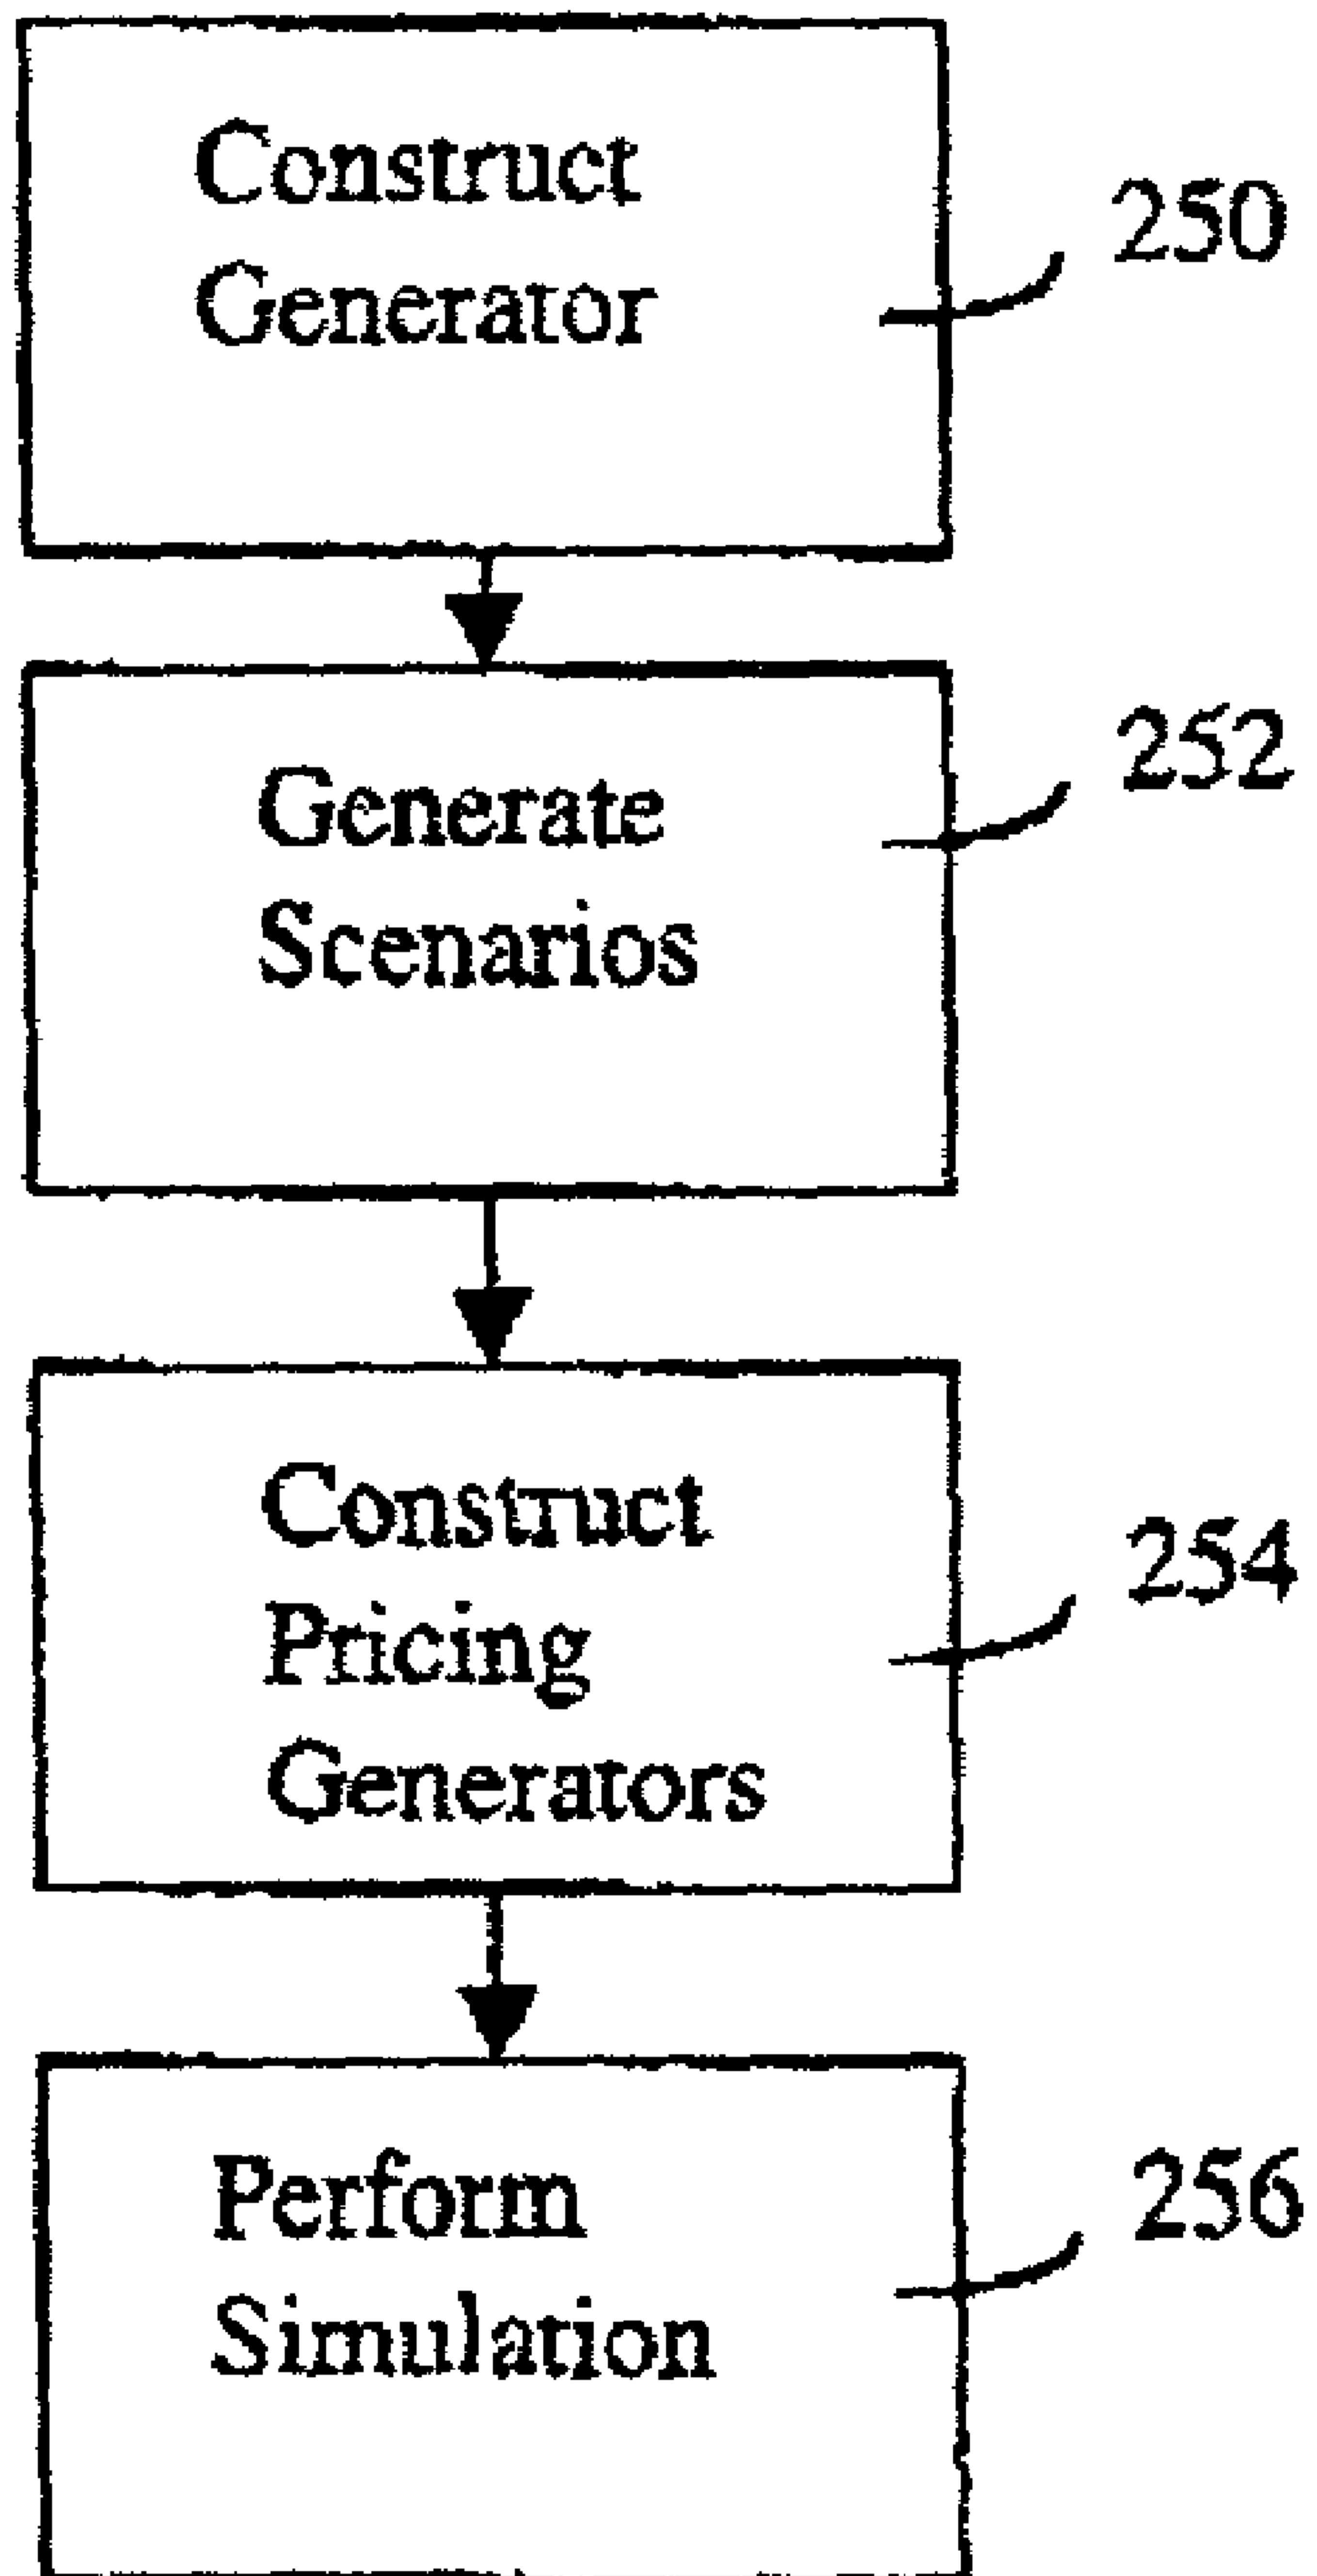 Construct
Generator
250
Generate
Scenarios
252
Construct
Pricing
Generators
254
Perform
Simulation
256